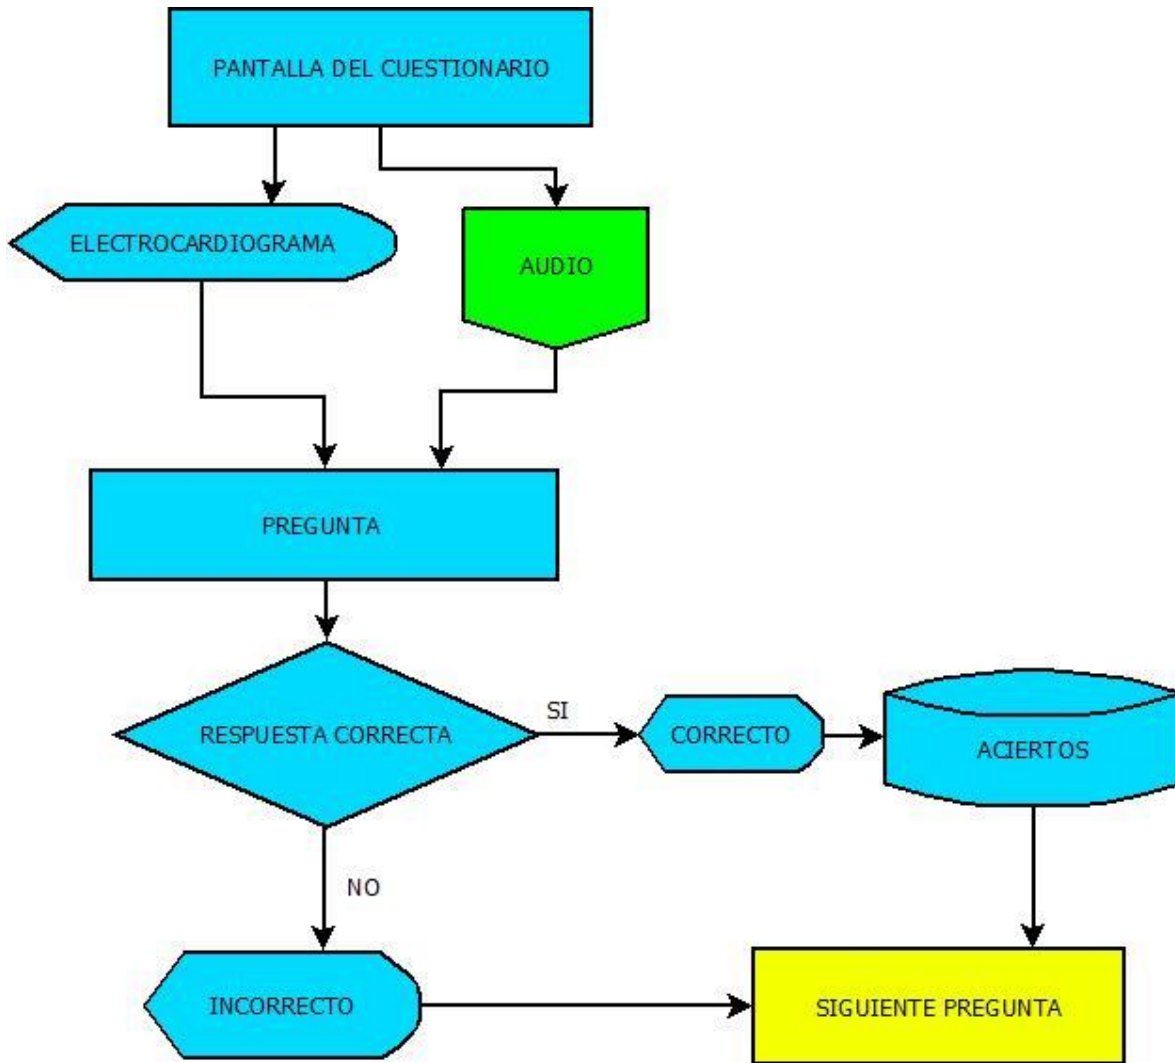 PANTALLA DEL CUESTIONARIO
ELECTROCARDIOGRAMA
AUDIO
PREGUNTA
RESPUESTA CORRECTA
SI
CORRECTO
ACIERTOS
NO
INCORRECTO
SIGUIENTE PREGUNTA